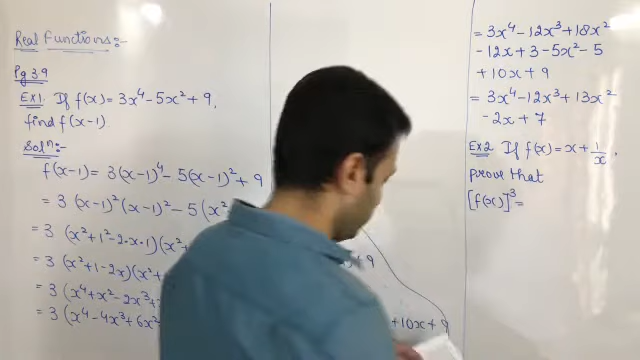 Real Functions:-
Pg 3.9
Ex1. If f(x) = 3x⁴ - 5x² + 9,
find f(x-1)
Solⁿ:-
f(x-1) = 3(x-1)⁴ - 5(x-1)² + 9
= 3 (x-1)² (x-1)² - 5(x²
= 3 (x²+1²-2·x·1)(x²+
= 3 (x²+1-2x)(x²+
= 3 (x⁴+x²-2x³+
= 3 (x⁴-4x³+6x²
+ 9
+10x+9
= 3x⁴ - 12x³ + 18x²
- 12x + 3 - 5x² - 5
+ 10x + 9
= 3x⁴ - 12x³ + 13x²
- 2x + 7
Ex2. If f(x) = x + 1/x,
prove that
[f(x)]³ =